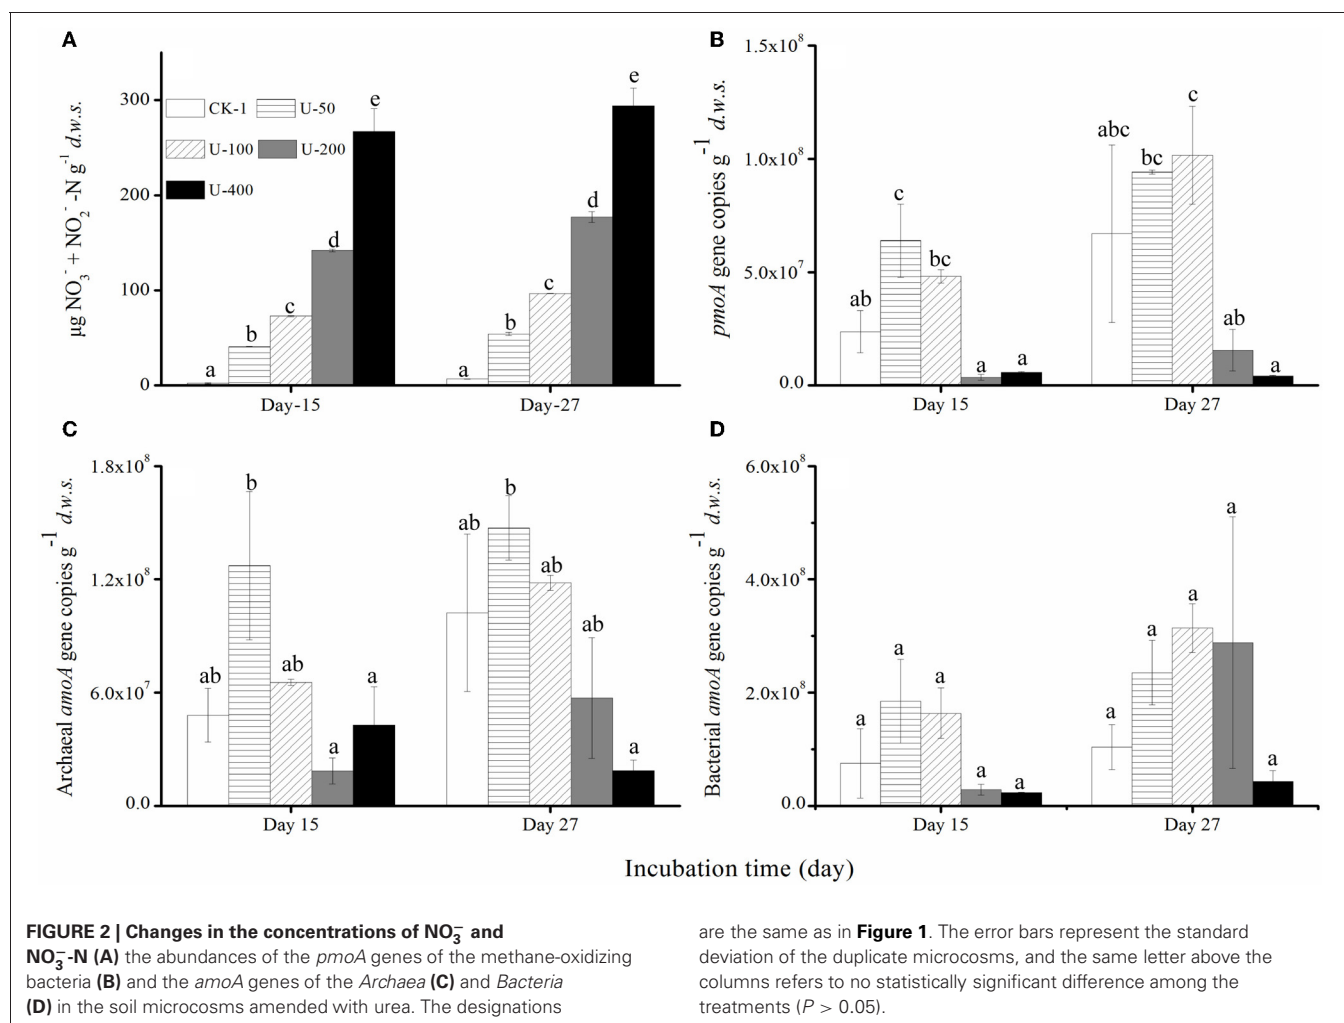 A
µg NO3- + NO2- -N g-1 d.w.s.
300
200
100
0
CK-1
U-50
U-100
U-200
U-400
a
b
c
d
e
a
b
c
d
e
Day-15
Day-27
B
pmoA gene copies g-1 d.w.s.
1.5x10^8
1.0x10^8
5.0x10^7
0.0
ab
c
bc
a
a
abc
bc
c
ab
a
Day 15
Day 27
C
Archaeal amoA gene copies g-1 d.w.s.
1.8x10^8
1.2x10^8
6.0x10^7
0.0
ab
b
ab
a
a
ab
b
ab
ab
a
Day 15
Day 27
D
Bacterial amoA gene copies g-1 d.w.s.
6.0x10^8
4.0x10^8
2.0x10^8
0.0
a
a
a
a
a
a
a
a
a
a
Day 15
Day 27
Incubation time (day)
FIGURE 2 | Changes in the concentrations of NO3- and
NO3--N (A) the abundances of the pmoA genes of the methane-oxidizing
bacteria (B) and the amoA genes of the Archaea (C) and Bacteria
(D) in the soil microcosms amended with urea. The designations
are the same as in Figure 1. The error bars represent the standard
deviation of the duplicate microcosms, and the same letter above the
columns refers to no statistically significant difference among the
treatments (P > 0.05).